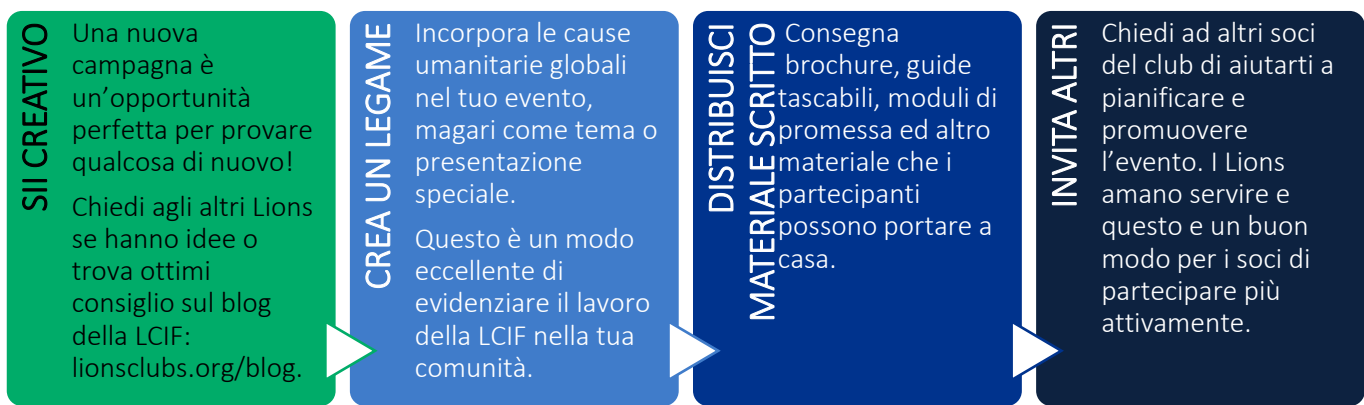 SII CREATIVO
Una nuova
campagna è
un’opportunità
perfetta per provare
qualcosa di nuovo!
Chiedi agli altri Lions
se hanno idee o
trova ottimi
consiglio sul blog
della LCIF:
lionsclubs.org/blog.
CREA UN LEGAME
Incorpora le cause
umanitarie globali
nel tuo evento,
magari come tema o
presentazione
speciale.
Questo è un modo
eccellente di
evidenziare il lavoro
della LCIF nella tua
comunità.
DISTRIBUISCI
MATERIALE SCRITTO
Consegna
brochure, guide
tascabili, moduli di
promessa ed altro
materiale che i
partecipanti
possono portare a
casa.
INVITA ALTRI
Chiedi ad altri soci
del club di aiutarti a
pianificare e
promuovere
l’evento. I Lions
amano servire e
questo e un buon
modo per i soci di
partecipare più
attivamente.